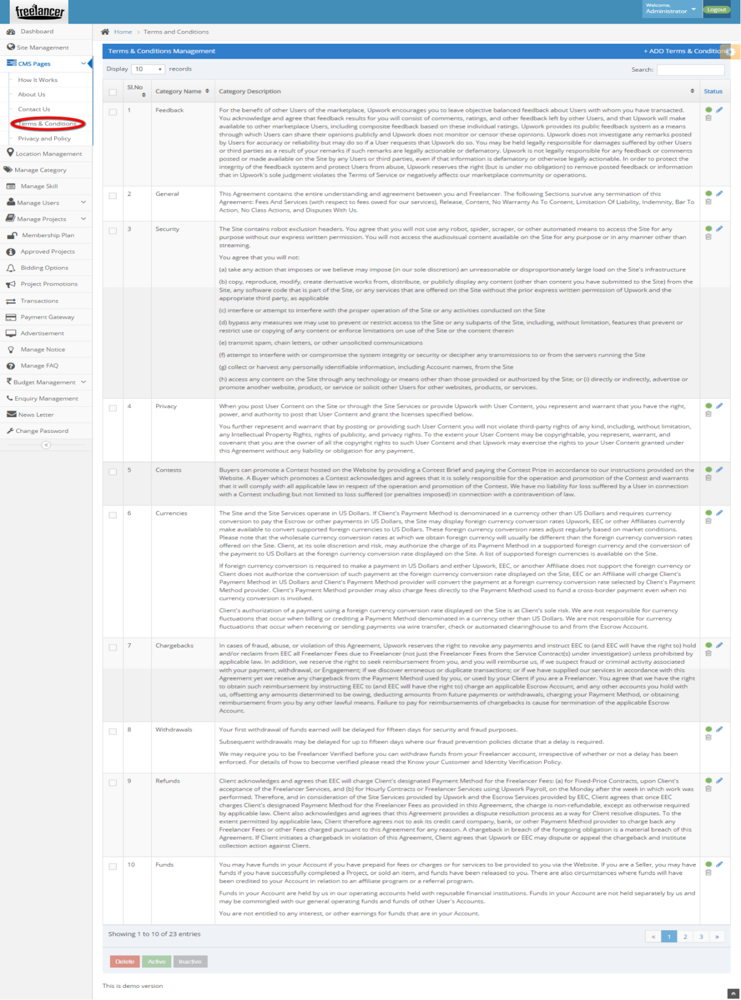 freelancer
Welcome,
Administrator
Logout
Dashboard
Site Management
CMS Pages
How It Works
About Us
Contact Us
Terms & Conditions
Privacy and Policy
Location Management
Manage Category
Manage Skill
Manage Users
Manage Projects
Membership Plan
Approved Projects
Bidding Options
Project Promotions
Transactions
Payment Gateway
Advertisement
Manage Notice
Manage FAQ
Budget Management
Enquiry Management
News Letter
Change Password
Home > Terms and Conditions
Terms & Conditions Management
+ ADD Terms & Conditions
Display 10 records
Search:
Sl.No Category Name Category Description Status
1 Feedback For the benefit of other Users of the marketplace, Upwork encourages you to leave objective balanced feedback about Users with whom you have transacted.
You acknowledge and agree that feedback results for you will consist of comments, ratings, and other feedback left by other Users, and that Upwork will make
available to other marketplace Users, including composite feedback based on these individual ratings. Upwork provides its public feedback system as a means
through which Users can share their opinions publicly and Upwork does not monitor or censor these opinions. Upwork does not investigate any remarks posted
by Users for accuracy or reliability but may do so if a User requests that Upwork do so. You may be held legally responsible for damages suffered by other Users
or third parties as a result of your remarks if such remarks are legally actionable or defamatory. Upwork is not legally responsible for any feedback or comments
posted or made available on the Site by any Users or third parties, even if that information is defamatory or otherwise legally actionable. In order to protect the
integrity of the feedback system and protect Users from abuse, Upwork reserves the right (but is under no obligation) to remove posted feedback or information
that in Upwork's sole judgment violates the Terms of Service or negatively affects our marketplace community or operations.
2 General This Agreement contains the entire understanding and agreement between you and Freelancer. The following Sections survive any termination of this
Agreement: Fees And Services (with respect to fees owed for our services), Release, Content, No Warranty As To Content, Limitation Of Liability, Indemnity, Bar To
Action, No Class Actions, and Disputes With Us.
3 Security The Site contains robot exclusion headers. You agree that you will not use any robot, spider, scraper, or other automated means to access the Site for any
purpose without our express written permission. You will not access the audiovisual content available on the Site for any purpose or in any manner other than
streaming.
You agree that you will not:
(a) take any action that imposes or we believe may impose (in our sole discretion) an unreasonable or disproportionately large load on the Site's infrastructure
(b) copy, reproduce, modify, create derivative works from, distribute, or publicly display any content (other than content you have submitted to the Site) from the
Site, any software code that is part of the Site, or any services that are offered on the Site without the prior express written permission of Upwork and the
appropriate third party, as applicable
(c) interfere or attempt to interfere with the proper operation of the Site or any activities conducted on the Site
(d) bypass any measures we may use to prevent or restrict access to the Site or any subparts of the Site, including, without limitation, features that prevent or
restrict use or copying of any content or enforce limitations on use of the Site or the content therein
(e) transmit spam, chain letters, or other unsolicited communications
(f) attempt to interfere with or compromise the system integrity or security or decipher any transmissions to or from the servers running the Site
(g) collect or harvest any personally identifiable information, including Account names, from the Site
(h) access any content on the Site through any technology or means other than those provided or authorized by the Site; or (i) directly or indirectly, advertise or
promote another website, product, or service or solicit other Users for other websites, products, or services.
4 Privacy When you post User Content on the Site or through the Site Services or provide Upwork with User Content, you represent and warrant that you have the right,
power, and authority to post that User Content and grant the licenses specified below.
You further represent and warrant that by posting or providing such User Content you will not violate third-party rights of any kind, including, without limitation,
any Intellectual Property Rights, rights of publicity, and privacy rights. To the extent your User Content may be copyrightable, you represent, warrant, and
covenant that you are the owner of all the copyright rights to such User Content and that Upwork may exercise the rights to your User Content granted under
this Agreement without any liability or obligation for any payment.
5 Contests Buyers can promote a Contest hosted on the Website by providing a Contest Brief and paying the Contest Prize in accordance to our instructions provided on the
Website. A Buyer which promotes a Contest acknowledges and agrees that it is solely responsible for the operation and promotion of the Contest and warrants
that it will comply with all applicable law in respect of the operation and promotion of the Contest. We have no liability for loss suffered by a User in connection
with a Contest including but not limited to loss suffered (or penalties imposed) in connection with a contravention of law.
6 Currencies The Site and the Site Services operate in US Dollars. If Client's Payment Method is denominated in a currency other than US Dollars and requires currency
conversion to pay the Escrow or other payments in US Dollars, the Site may display foreign currency conversion rates Upwork, EEC or other Affiliates currently
make available to convert supported foreign currencies to US Dollars. These foreign currency conversion rates adjust regularly based on market conditions.
Please note that the wholesale currency conversion rates at which we obtain foreign currency will usually be different than the foreign currency conversion rates
offered on the Site. Client, at its sole discretion and risk, may authorize the charge of its Payment Method in a supported foreign currency and the conversion of
the payment to US Dollars at the foreign currency conversion rate displayed on the Site. A list of supported foreign currencies is available on the Site.
If foreign currency conversion is required to make a payment in US Dollars and either Upwork, EEC, or another Affiliate does not support the foreign currency or
Client does not authorize the conversion of such payment at the foreign currency conversion rate displayed on the Site, EEC or an Affiliate will charge Client's
Payment Method in US Dollars and Client's Payment Method provider will convert the payment at a foreign currency conversion rate selected by Client's Payment
Method provider. Client's Payment Method provider may also charge fees directly to the Payment Method used to fund a cross-border payment even when no
currency conversion is involved.
Client's authorization of a payment using a foreign currency conversion rate displayed on the Site is at Client's sole risk. We are not responsible for currency
fluctuations that occur when billing or crediting a Payment Method denominated in a currency other than US Dollars. We are not responsible for currency
fluctuations that occur when receiving or sending payments via wire transfer, check or automated clearinghouse to and from the Escrow Account.
7 Chargebacks In cases of fraud, abuse, or violation of this Agreement, Upwork reserves the right to revoke any payments and instruct EEC to (and EEC will have the right to) hold
and/or reclaim from EEC all Freelancer Fees due to Freelancer (not just the Freelancer Fees from the Service Contract(s) under investigation) unless prohibited by
applicable law. In addition, we reserve the right to seek reimbursement from you, and you will reimburse us, if we suspect fraud or criminal activity associated
with your payment, withdrawal, or Engagement; if we discover erroneous or duplicate transactions; or if we have supplied our services in accordance with this
Agreement yet we receive any chargeback from the Payment Method used by you, or used by your Client if you are a Freelancer. You agree that we have the right
to obtain such reimbursement by instructing EEC to (and EEC will have the right to) charge an applicable Escrow Account, and any other accounts you hold with
us, offsetting any amounts determined to be owing, deducting amounts from future payments or withdrawals, charging your Payment Method, or obtaining
reimbursement from you by any other lawful means. Failure to pay for reimbursements of chargebacks is cause for termination of the applicable Escrow
Account.
8 Withdrawals Your first withdrawal of funds earned will be delayed for fifteen days for security and fraud purposes.
Subsequent withdrawals may be delayed for up to fifteen days where our fraud prevention policies dictate that a delay is required.
We may require you to be Freelancer Verified before you can withdraw funds from your Freelancer account, irrespective of whether or not a delay has been
enforced. For details of how to become verified please read the Know your Customer and Identity Verification Policy.
9 Refunds Client acknowledges and agrees that EEC will charge Client's designated Payment Method for the Freelancer Fees: (a) for Fixed-Price Contracts, upon Client's
acceptance of the Freelancer Services, and (b) for Hourly Contracts or Freelancer Services using Upwork Payroll, on the Monday after the week in which work was
performed. Therefore, and in consideration of the Site Services provided by Upwork and the Escrow Services provided by EEC, Client agrees that once EEC
charges Client's designated Payment Method for the Freelancer Fees as provided in this Agreement, the charge is non-refundable, except as otherwise required
by applicable law. Client also acknowledges and agrees that this Agreement provides a dispute resolution process as a way for Client resolve disputes. To the
extent permitted by applicable law, Client therefore agrees not to ask its credit card company, bank, or other Payment Method provider to charge back any
Freelancer Fees or other Fees charged pursuant to this Agreement for any reason. A chargeback in breach of the foregoing obligation is a material breach of this
Agreement. If Client initiates a chargeback in violation of this Agreement, Client agrees that Upwork or EEC may dispute or appeal the chargeback and institute
collection action against Client.
10 Funds You may have funds in your Account if you have prepaid for fees or charges or for services to be provided to you via the Website. If you are a Seller, you may have
funds if you have successfully completed a Project, or sold an item, and funds have been released to you. There are also circumstances where funds will have
been credited to your Account in relation to an affiliate program or a referral program.
Funds in your Account are held by us in our operating accounts held with reputable financial institutions. Funds in your Account are not held separately by us and
may be commingled with our general operating funds and funds of other User's Accounts.
You are not entitled to any interest, or other earnings for funds that are in your Account.
Showing 1 to 10 of 23 entries
« 1 2 3 »
Delete Active Inactive
This is demo version